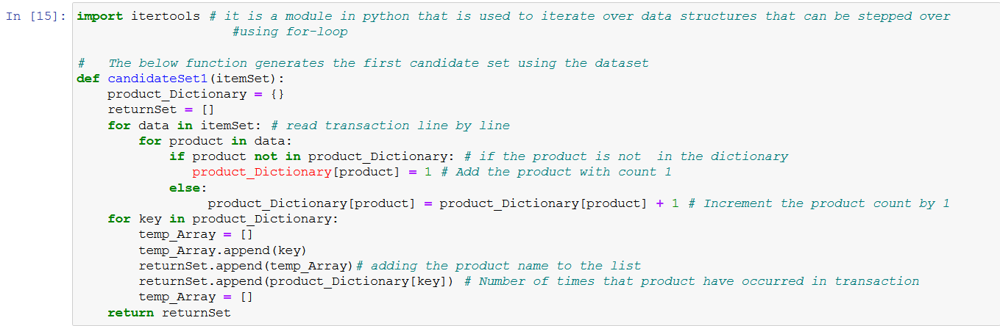 In [15]: import itertools # it is a module in python that is used to iterate over data structures that can be stepped over
                    #using for-loop

#   The below function generates the first candidate set using the dataset
def candidateSet1(itemSet):
    product_Dictionary = {}
    returnSet = []
    for data in itemSet: # read transaction line by line
        for product in data:
            if product not in product_Dictionary: # if the product is not  in the dictionary
               product_Dictionary[product] = 1 # Add the product with count 1
            else:
                 product_Dictionary[product] = product_Dictionary[product] + 1 # Increment the product count by 1
    for key in product_Dictionary:
        temp_Array = []
        temp_Array.append(key)
        returnSet.append(temp_Array)# adding the product name to the list
        returnSet.append(product_Dictionary[key]) # Number of times that product have occurred in transaction
        temp_Array = []
    return returnSet